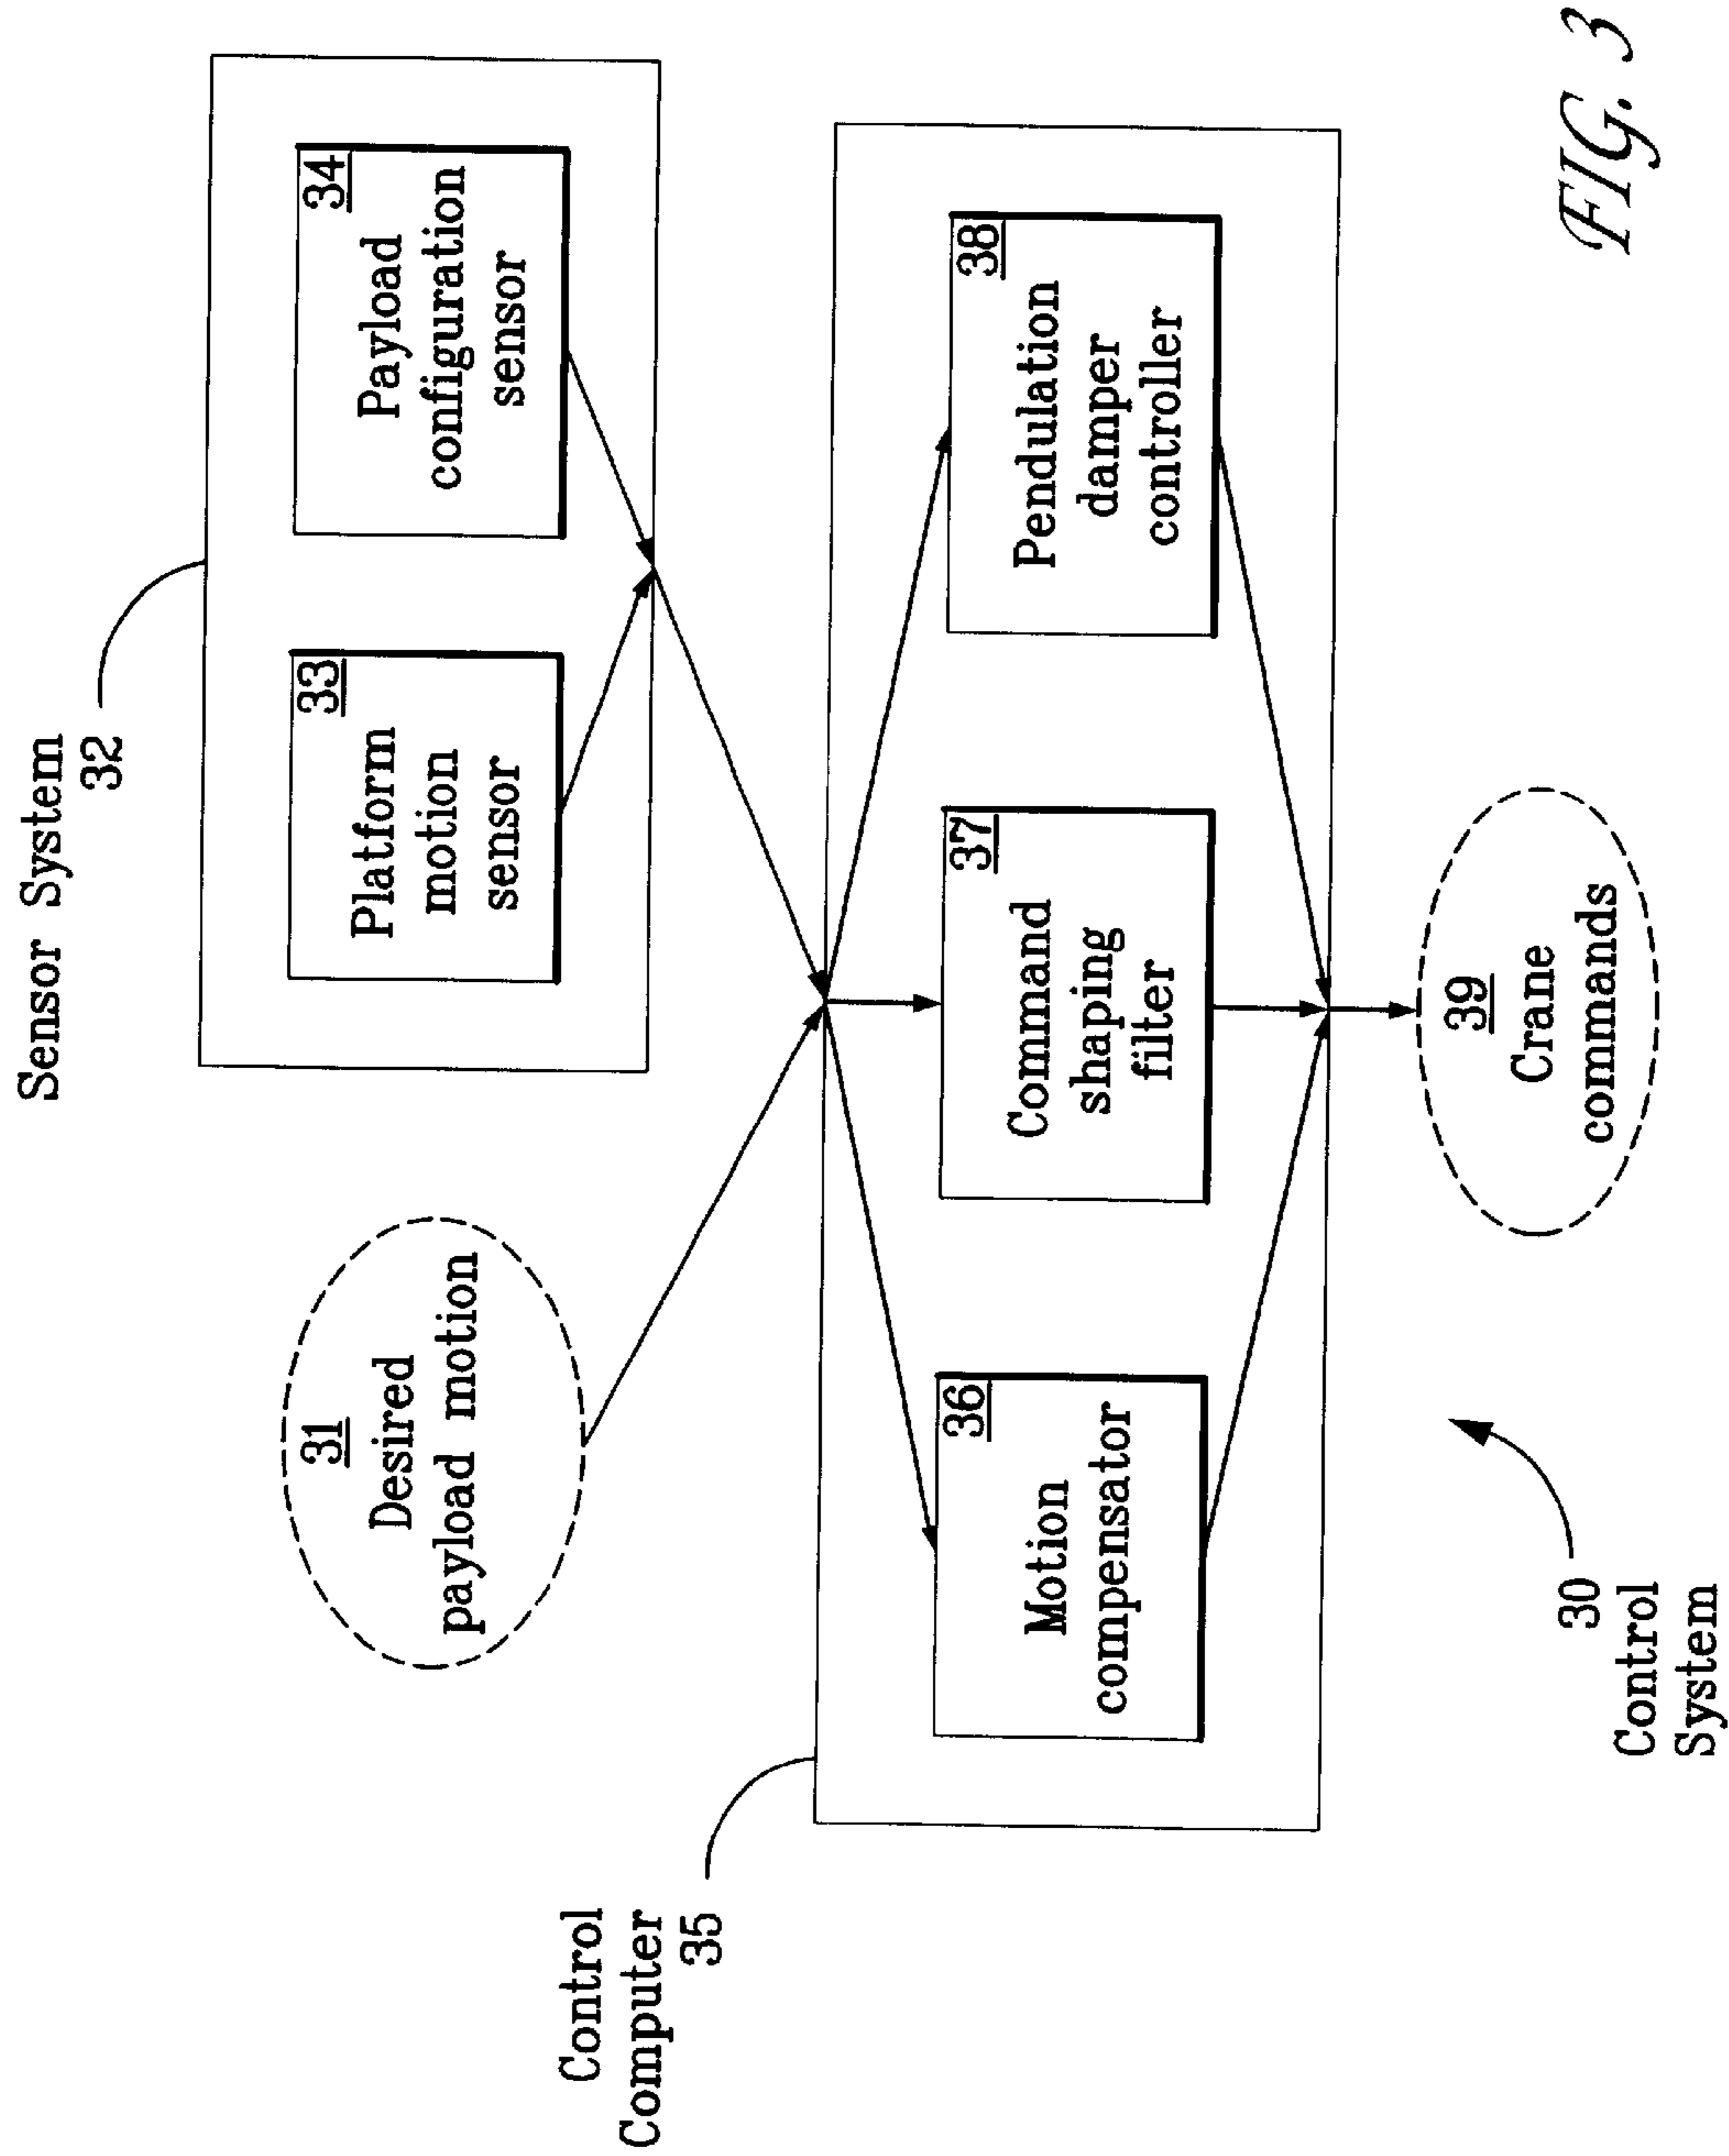 Sensor System
32
33
Platform
motion
sensor
34
Payload
configuration
sensor
31
Desired
payload motion
Control
Computer
35
36
Motion
compensator
37
Command
shaping
filter
38
Pendulation
damper
controller
39
Crane
commands
30
Control
System
FIG. 3